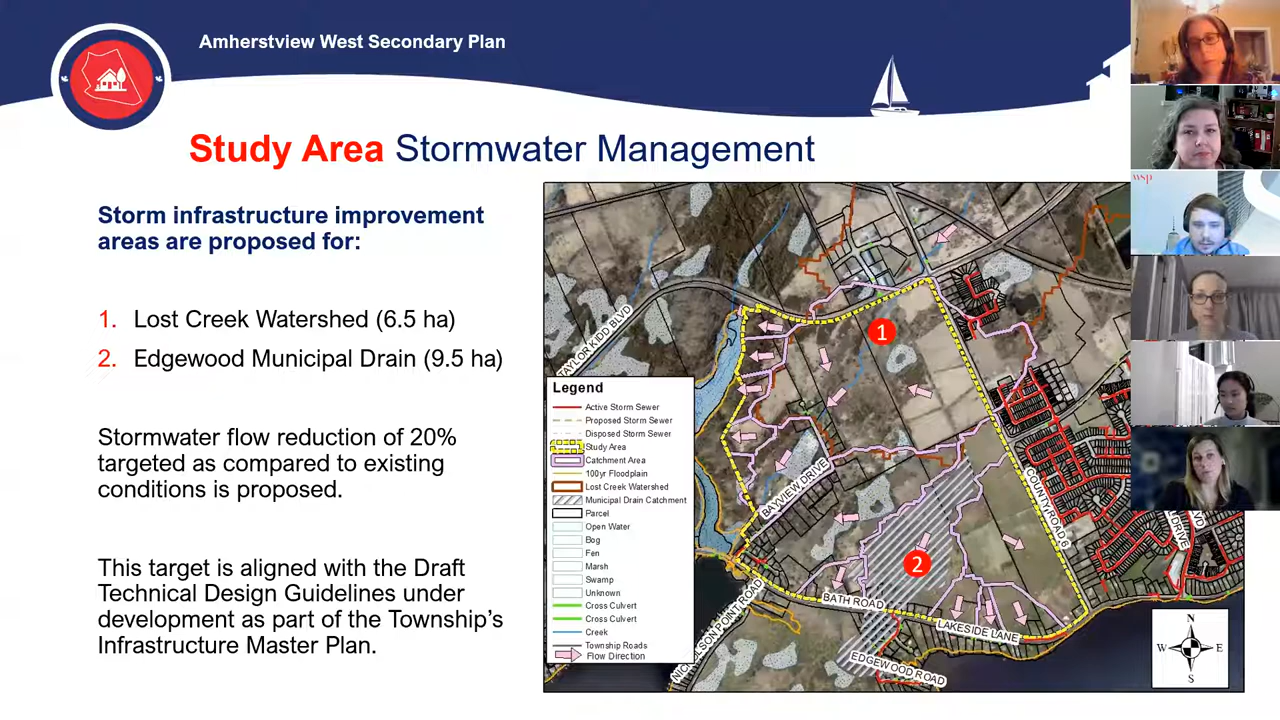 Amherstview West Secondary Plan
Study Area Stormwater Management
Storm infrastructure improvement
areas are proposed for:
1. Lost Creek Watershed (6.5 ha)
2. Edgewood Municipal Drain (9.5 ha)
Stormwater flow reduction of 20%
targeted as compared to existing
conditions is proposed.
This target is aligned with the Draft
Technical Design Guidelines under
development as part of the Township's
Infrastructure Master Plan.
TAYLOR KIDD BLVD
1
Legend
Active Storm Sewer
Proposed Storm Sewer
Disposed Storm Sewer
Study Area
Catchment Area
100yr Floodplain
Lost Creek Watershed
Municipal Drain Catchment
Parcel
Open Water
Bog
Fen
Marsh
Swamp
Unknown
Cross Culvert
Cross Culvert
Creek
Township Roads
Flow Direction
BAYVIEW DRIVE
COUNTY ROAD 6
DRIVE
BLVD
2
BATH ROAD
LAKESIDE LANE
NICHOLSON POINT ROAD
EDGEWOOD ROAD
N
W E
S
wsp